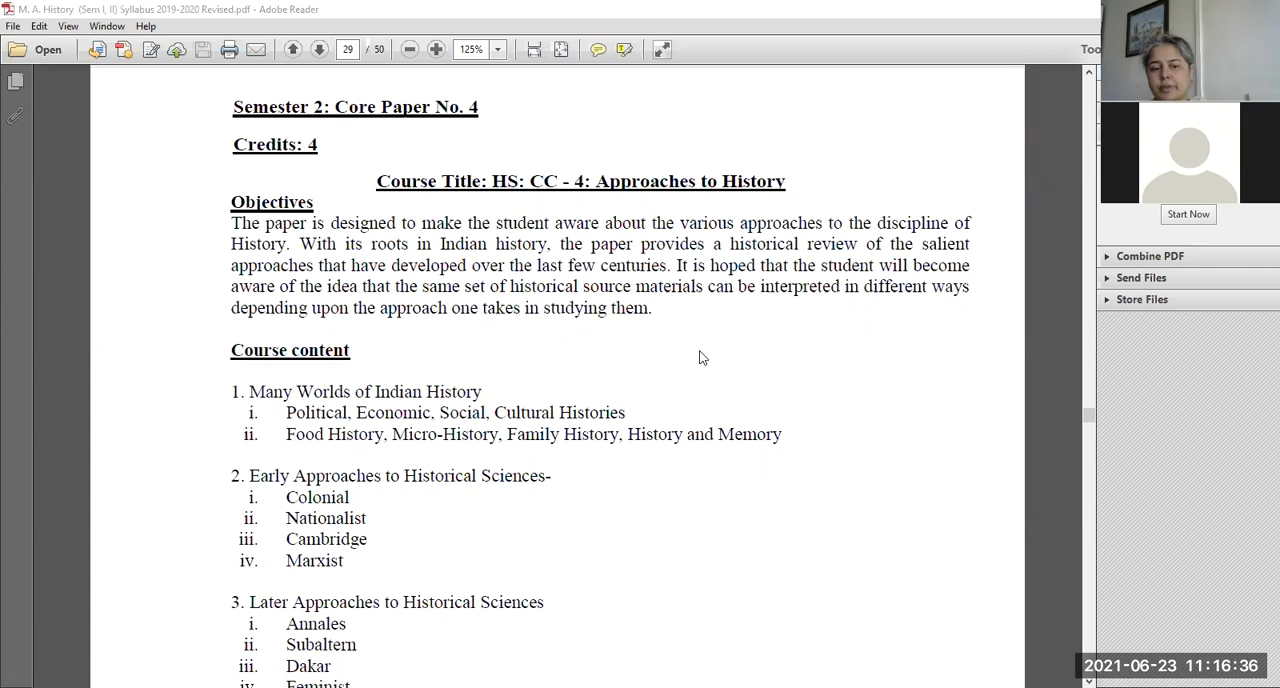 M. A. History (Sem I, II) Syllabus 2019-2020 Revised.pdf - Adobe Reader
File Edit View Window Help
Open 29 / 50 125% Too
Semester 2: Core Paper No. 4
Credits: 4
Course Title: HS: CC - 4: Approaches to History
Objectives
The paper is designed to make the student aware about the various approaches to the discipline of
History. With its roots in Indian history, the paper provides a historical review of the salient
approaches that have developed over the last few centuries. It is hoped that the student will become
aware of the idea that the same set of historical source materials can be interpreted in different ways
depending upon the approach one takes in studying them.
Course content
1. Many Worlds of Indian History
i. Political, Economic, Social, Cultural Histories
ii. Food History, Micro-History, Family History, History and Memory
2. Early Approaches to Historical Sciences-
i. Colonial
ii. Nationalist
iii. Cambridge
iv. Marxist
3. Later Approaches to Historical Sciences
i. Annales
ii. Subaltern
iii. Dakar
iv. Feminist
Start Now
Combine PDF
Send Files
Store Files
2021-06-23 11:16:36